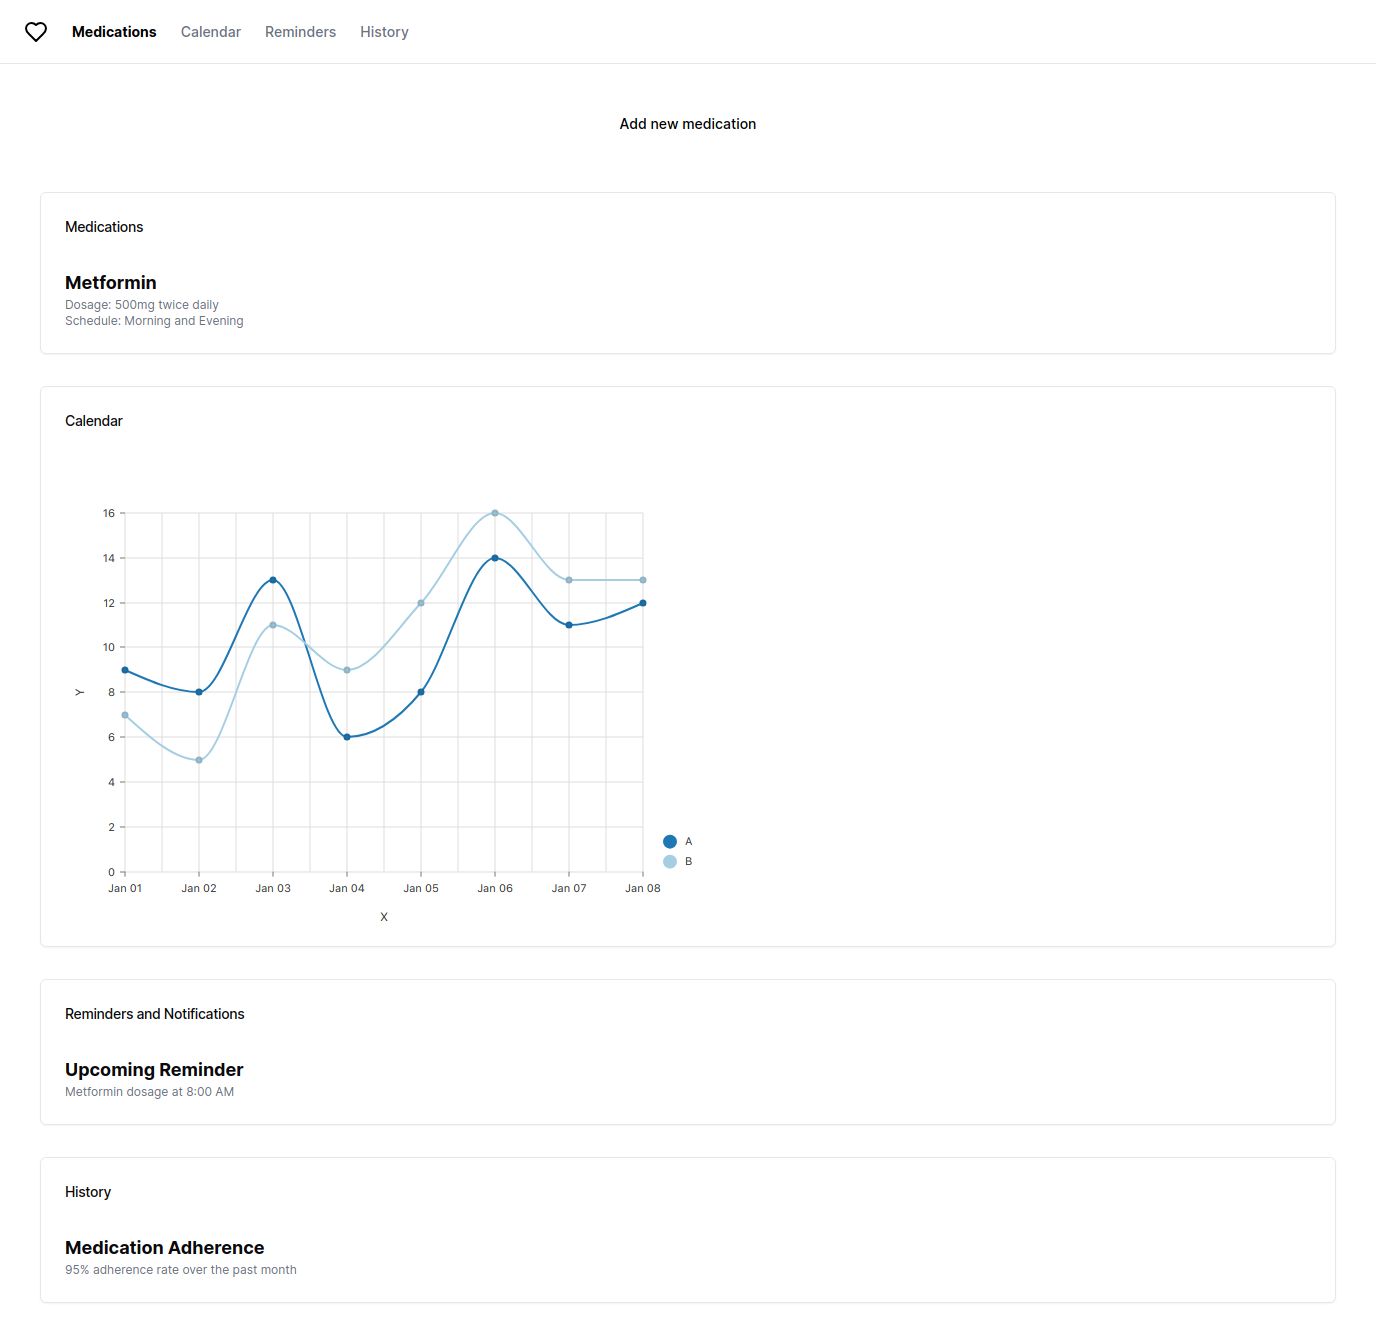 Medications Calendar Reminders History
Add new medication
Medications
Metformin
Dosage: 500mg twice daily
Schedule: Morning and Evening
Calendar
16
14
12
10
8
Y
6
4
2
0
A
B
Jan 01 Jan 02 Jan 03 Jan 04 Jan 05 Jan 06 Jan 07 Jan 08
X
Reminders and Notifications
Upcoming Reminder
Metformin dosage at 8:00 AM
History
Medication Adherence
95% adherence rate over the past month